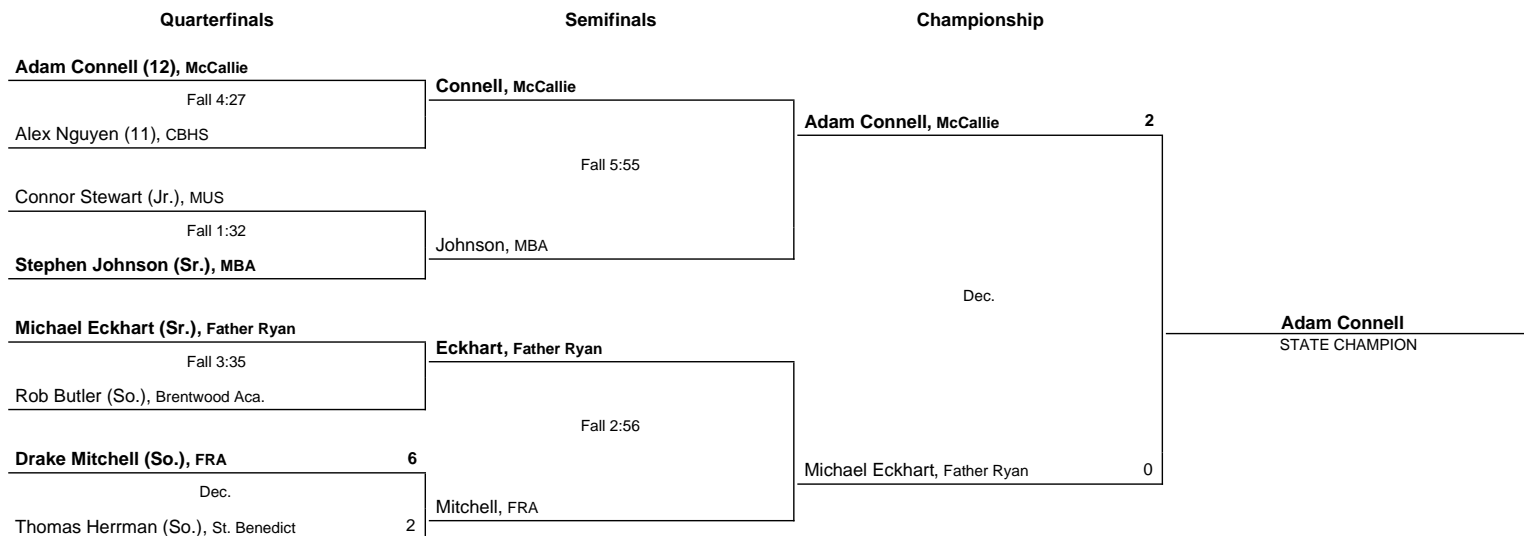 Quarterfinals Semifinals Championship
Adam Connell (12), McCallie
Connell, McCallie
Fall 4:27
Adam Connell, McCallie 2
Alex Nguyen (11), CBHS
Fall 5:55
Connor Stewart (Jr.), MUS
Fall 1:32
Johnson, MBA
Stephen Johnson (Sr.), MBA
Dec.
Michael Eckhart (Sr.), Father Ryan
Adam Connell
STATE CHAMPION
Eckhart, Father Ryan
Fall 3:35
Rob Butler (So.), Brentwood Aca.
Fall 2:56
Drake Mitchell (So.), FRA 6
Michael Eckhart, Father Ryan 0
Dec.
Mitchell, FRA
Thomas Herrman (So.), St. Benedict 2